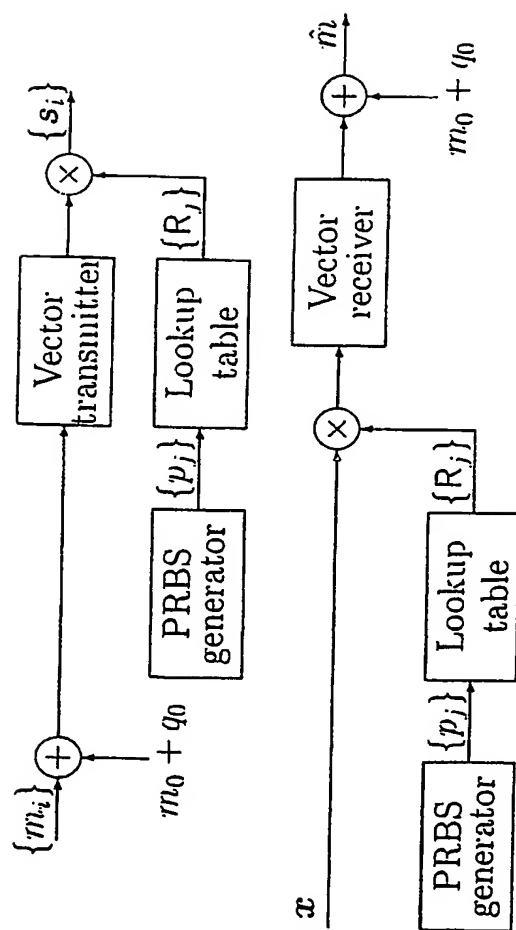 {m_i}
m_0 + q_0
Vector
transmitter
{s_i}
PRBS
generator
{p_j}
Lookup
table
{R_j}
x
PRBS
generator
{p_j}
Lookup
table
{R_j}
Vector
receiver
m̂
m_0 + q_0